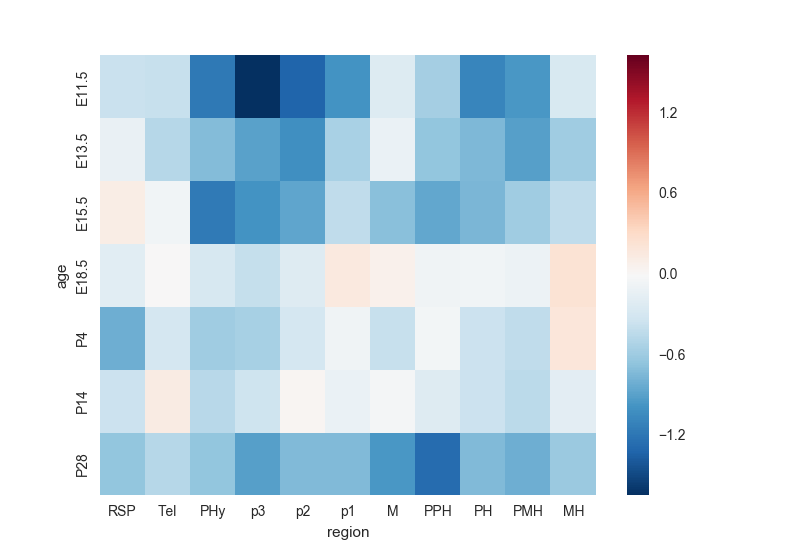 E11.5
E13.5
E15.5
E18.5
P4
P14
P28
age
RSP Tel PHy p3 p2 p1 M PPH PH PMH MH
region
1.2
0.6
0.0
−0.6
−1.2